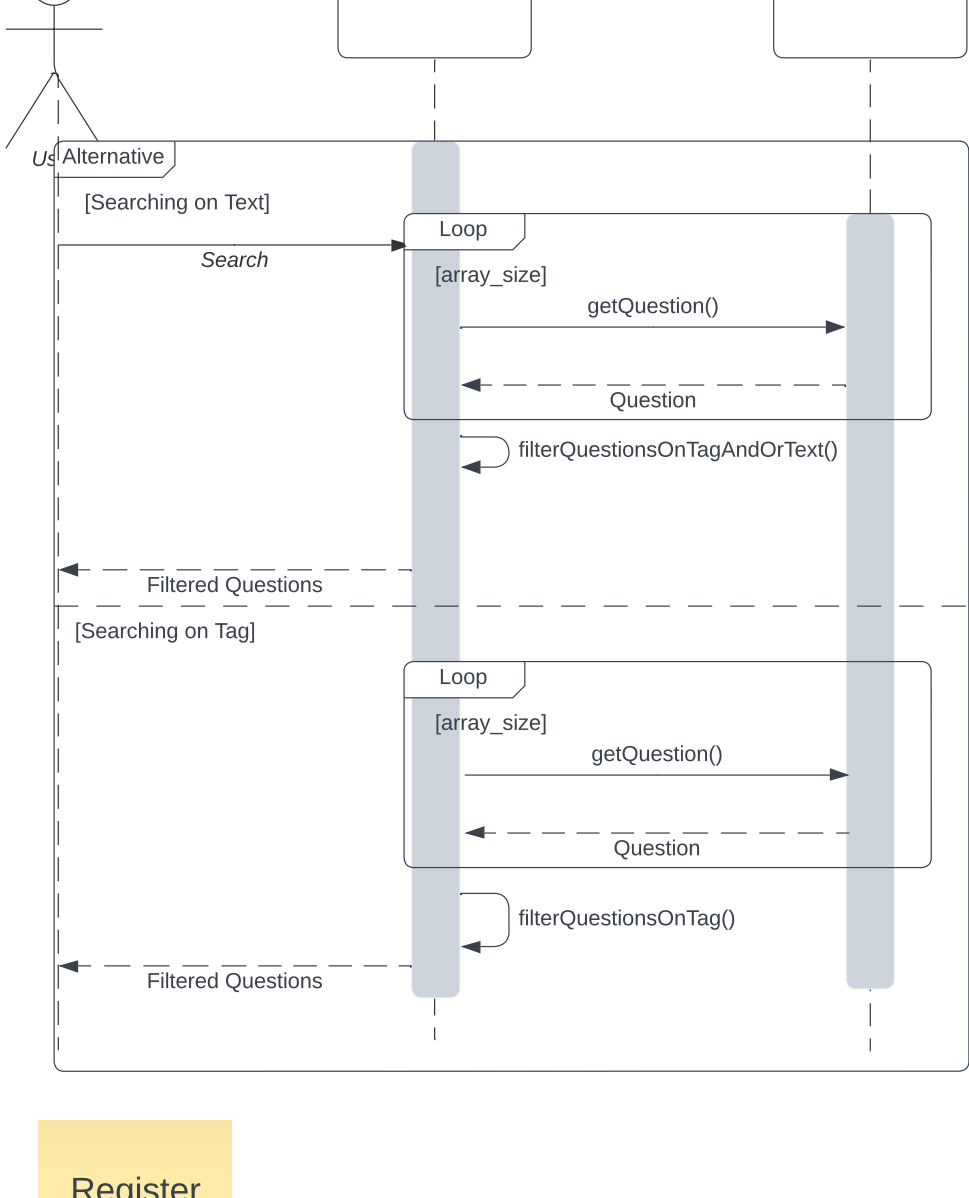 Alternative
[Searching on Text]
Loop
Search
[array_size]
getQuestion()
Question
filterQuestionsOnTagAndOrText()
Filtered Questions
[Searching on Tag]
Loop
[array_size]
getQuestion()
Question
filterQuestionsOnTag()
Filtered Questions
Register